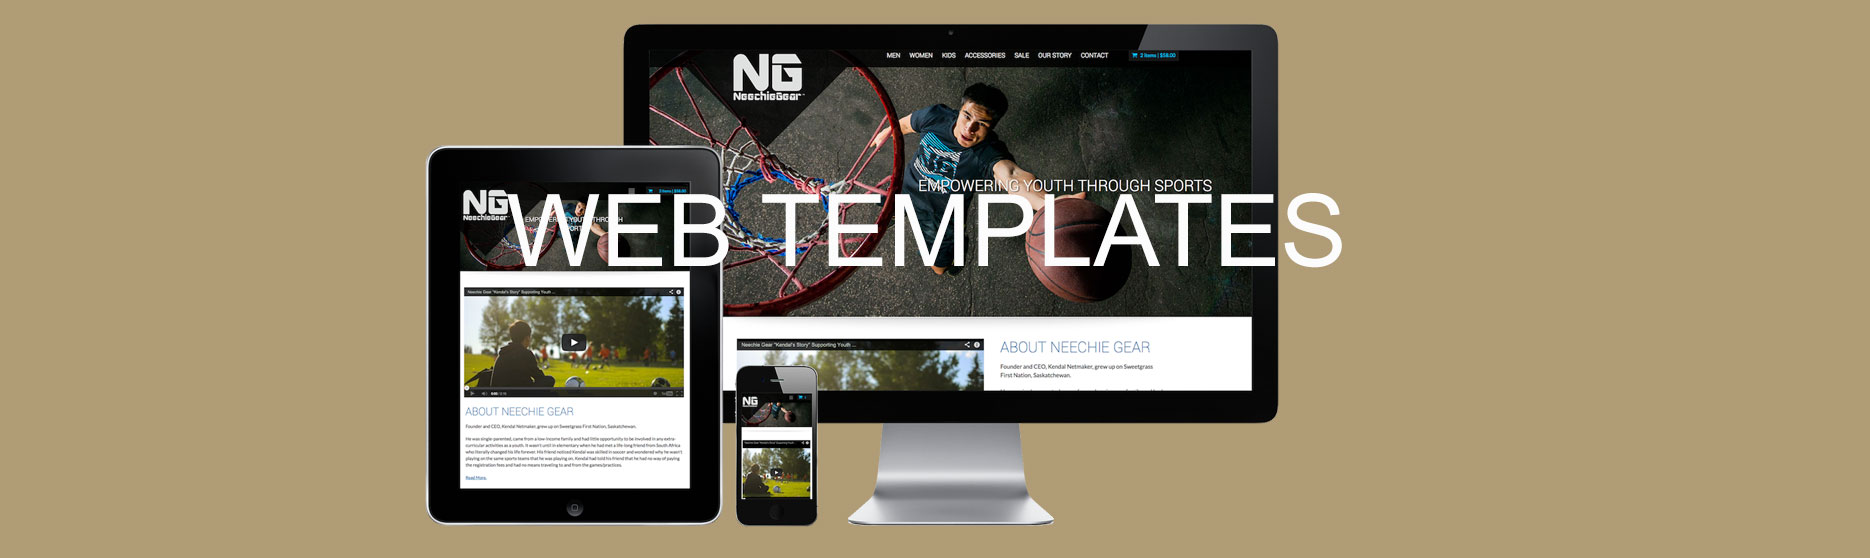 WEB TEMPLATES
NG
NeechieGear
MEN WOMEN KIDS ACCESSORIES SALE OUR STORY CONTACT 2 items | $58.00
EMPOWERING YOUTH THROUGH SPORTS
Neechie Gear "Kendal's Story" Supporting Youth ...
ABOUT NEECHIE GEAR
Founder and CEO, Kendal Netmaker, grew up on Sweetgrass
First Nation, Saskatchewan.
NG
NeechieGear
2 items | $58.00
EMPOWERING YOUTH THROUGH
SPORTS
Neechie Gear "Kendal's Story" Supporting Youth ...
ABOUT NEECHIE GEAR
Founder and CEO, Kendal Netmaker, grew up on Sweetgrass First Nation, Saskatchewan.
He was single-parented, came from a low-income family and had little opportunity to be involved in any extra-
curricular activities as a youth. It wasn't until in elementary when he had met a life-long friend from South Africa
who literally changed his life forever. His friend noticed Kendal was skilled in soccer and wondered why he wasn't
playing on the same sports teams that he was playing on. Kendal had told his friend that he had no way of paying
the registration fees and had no means traveling to and from the games/practices.
Read More.
NG